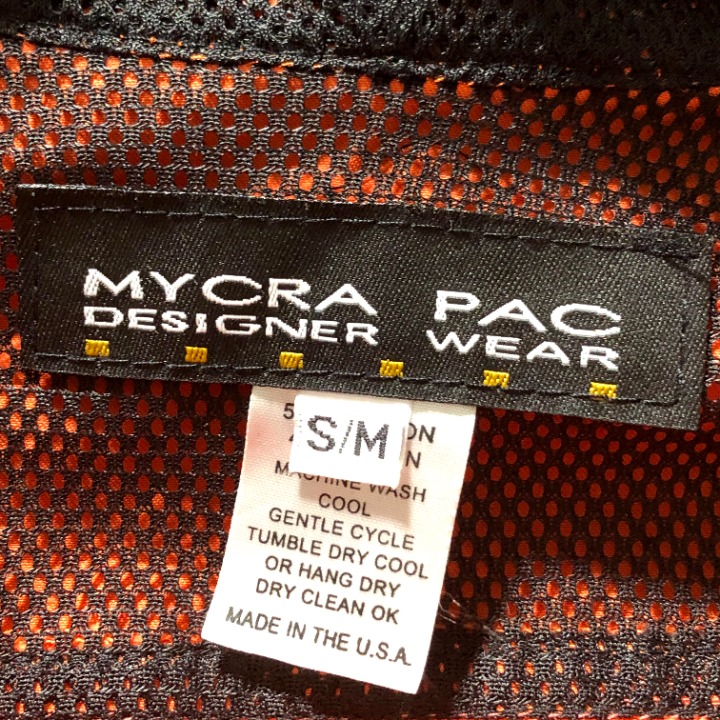 MYCRA PAC
DESIGNER WEAR
S/M
MACHINE WASH
COOL
GENTLE CYCLE
TUMBLE DRY COOL
OR HANG DRY
DRY CLEAN OK
MADE IN THE U.S.A.